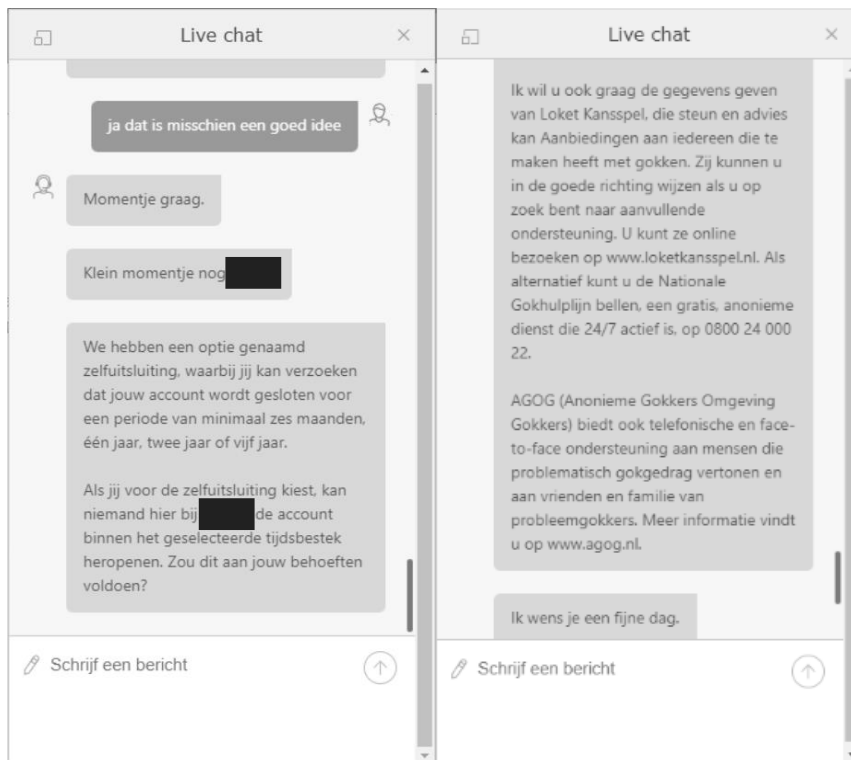 Live chat
ja dat is misschien een goed idee
Momentje graag.
Klein momentje nog
We hebben een optie genaamd
zelfuitsluiting, waarbij jij kan verzoeken
dat jouw account wordt gesloten voor
een periode van minimaal zes maanden,
één jaar, twee jaar of vijf jaar.
Als jij voor de zelfuitsluiting kiest, kan
niemand hier bij de account
binnen het geselecteerde tijdsbestek
heropenen. Zou dit aan jouw behoeften
voldoen?
Schrijf een bericht
Live chat
Ik wil u ook graag de gegevens geven
van Loket Kansspel, die steun en advies
kan Aanbiedingen aan iedereen die te
maken heeft met gokken. Zij kunnen u
in de goede richting wijzen als u op
zoek bent naar aanvullende
ondersteuning. U kunt ze online
bezoeken op www.loketkansspel.nl. Als
alternatief kunt u de Nationale
Gokhulplijn bellen, een gratis, anonieme
dienst die 24/7 actief is, op 0800 24 000
22.
AGOG (Anonieme Gokkers Omgeving
Gokkers) biedt ook telefonische en face-
to-face ondersteuning aan mensen die
problematisch gokgedrag vertonen en
aan vrienden en familie van
probleemgokkers. Meer informatie vindt
u op www.agog.nl.
Ik wens je een fijne dag.
Schrijf een bericht